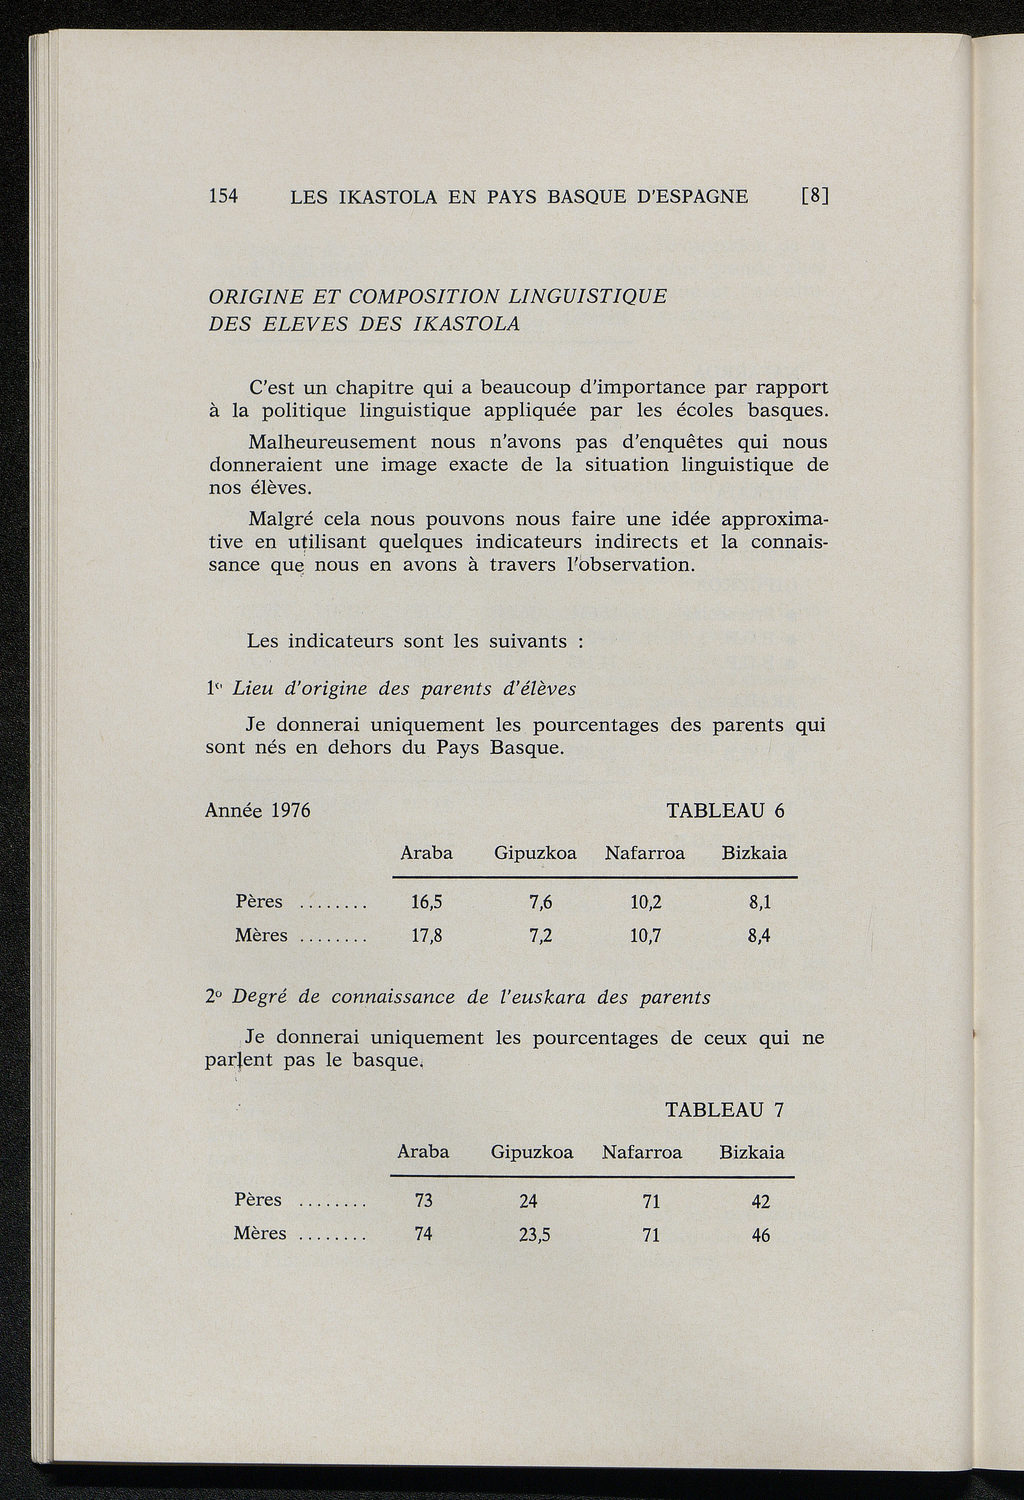 154 LES IKASTOLA EN PAYS BASQUE D'ESPAGNE [8]
ORIGINE ET COMPOSITION LINGUISTIQUE
DES ELEVES DES IKASTOLA
C'est un chapitre qui a beaucoup d'importance par rapport
à la politique linguistique appliquée par les écoles basques.
Malheureusement nous n'avons pas d'enquêtes qui nous
donneraient une image exacte de la situation linguistique de
nos élèves.
Malgré cela nous pouvons nous faire une idée approxima-
tive en utilisant quelques indicateurs indirects et la connais-
sance que nous en avons à travers l'observation.
Les indicateurs sont les suivants :
1º Lieu d'origine des parents d'élèves
Je donnerai uniquement les pourcentages des parents qui
sont nés en dehors du Pays Basque.
Année 1976 TABLEAU 6
Araba Gipuzkoa Nafarroa Bizkaia
Pères ........ 16,5 7,6 10,2 8,1
Mères ........ 17,8 7,2 10,7 8,4
2º Degré de connaissance de l'euskara des parents
Je donnerai uniquement les pourcentages de ceux qui ne
parlent pas le basque.
TABLEAU 7
Araba Gipuzkoa Nafarroa Bizkaia
Pères ........ 73 24 71 42
Mères ........ 74 23,5 71 46